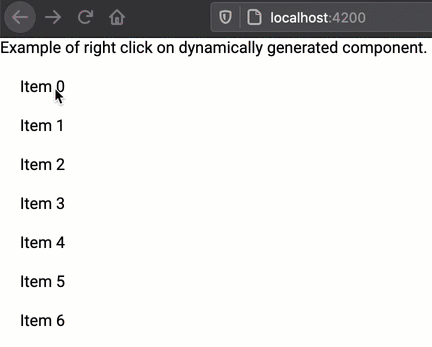 localhost:4200
Example of right click on dynamically generated component.
Item 0
Item 1
Item 2
Item 3
Item 4
Item 5
Item 6